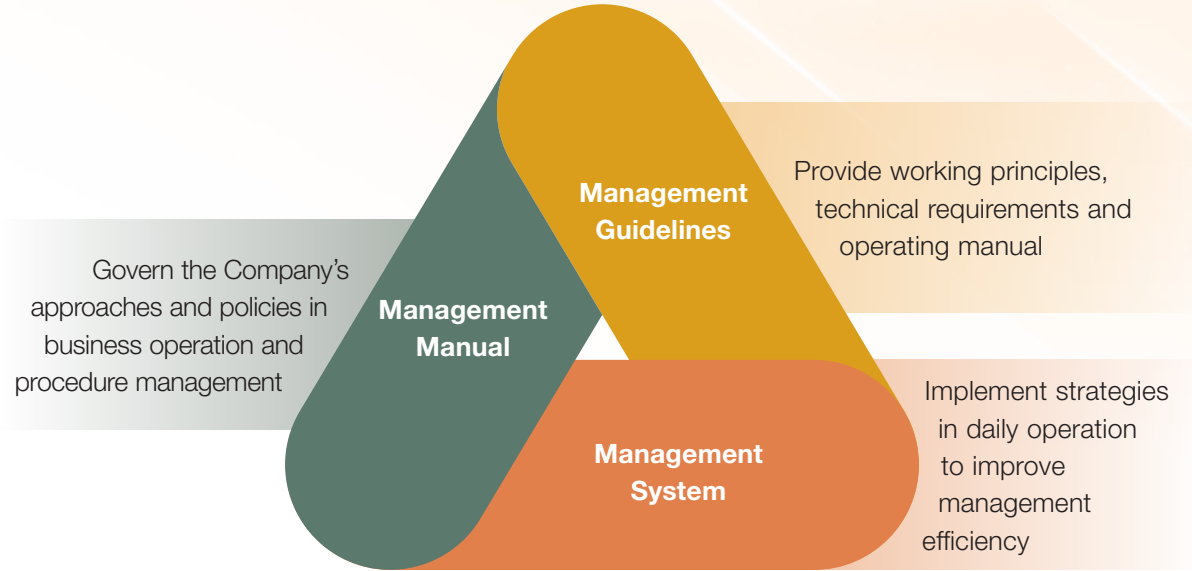 Management
Guidelines
Provide working principles,
technical requirements and
operating manual
Govern the Company’s
approaches and policies in
business operation and
procedure management
Management
Manual
Management
System
Implement strategies
in daily operation
to improve
management
efficiency